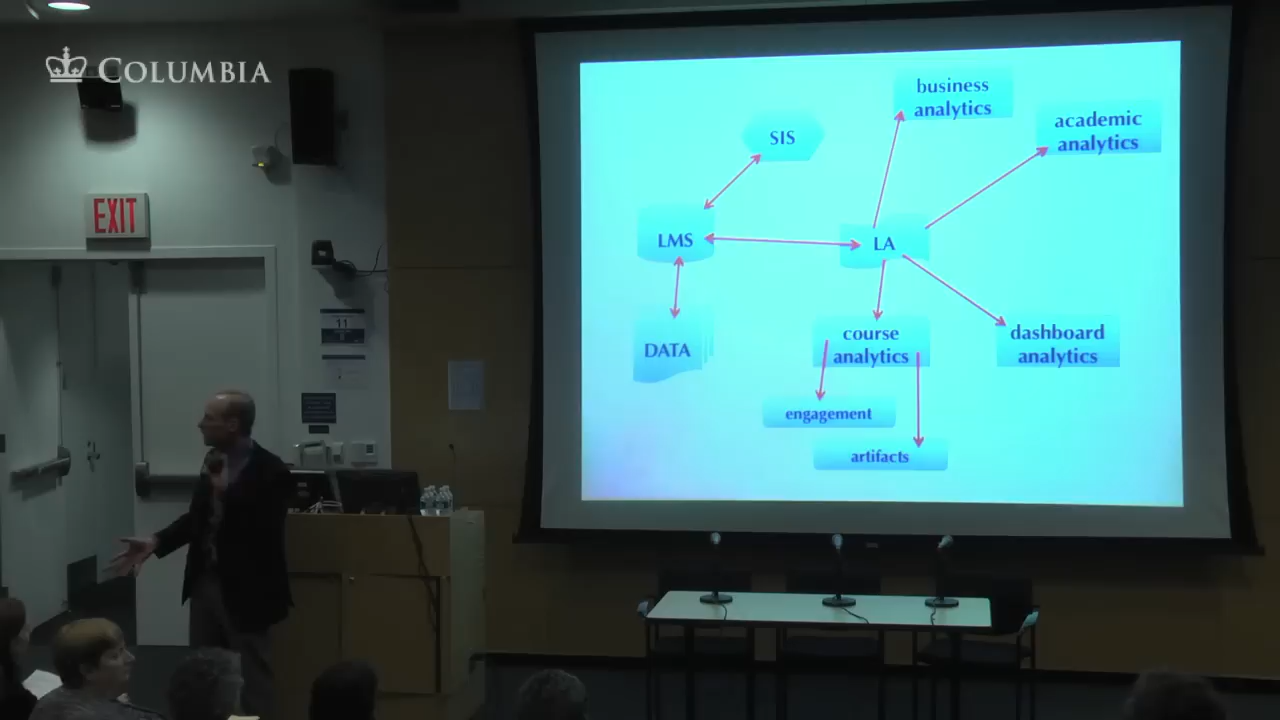 COLUMBIA
EXIT
11
business
analytics
academic
analytics
SIS
LMS
LA
DATA
course
analytics
dashboard
analytics
engagement
artifacts